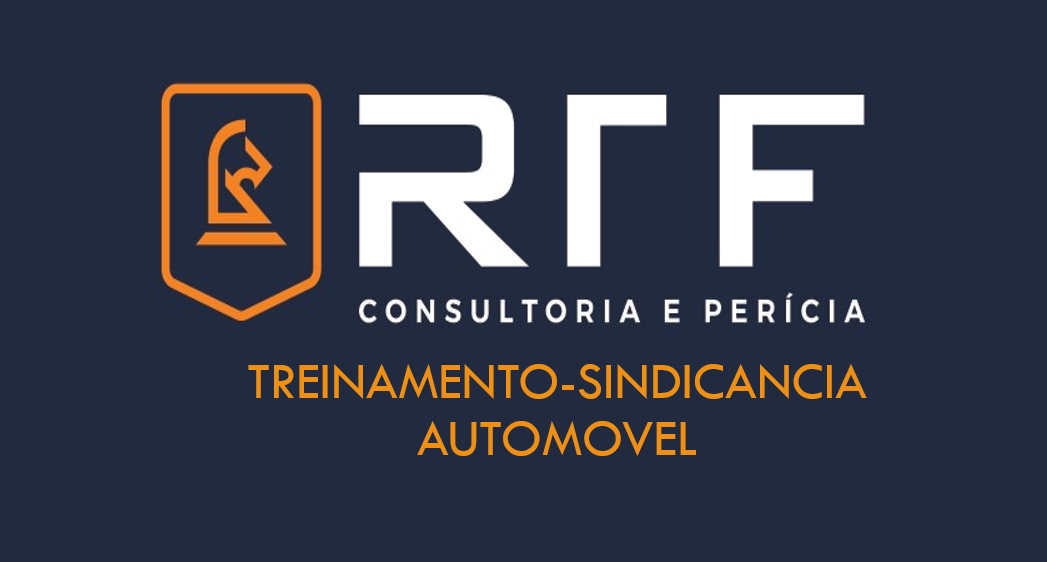 RTF
CONSULTORIA E PERÍCIA
TREINAMENTO-SINDICANCIA
AUTOMOVEL